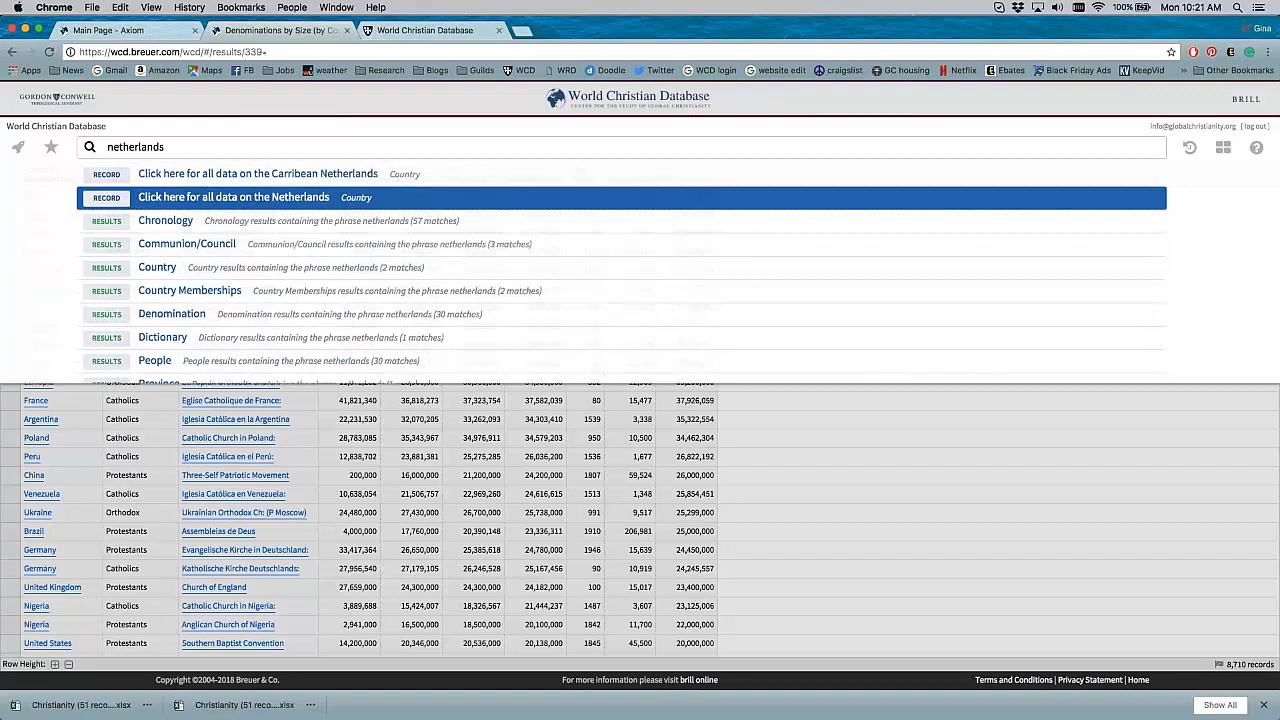 Chrome File Edit View History Bookmarks People Window Help 100% Mon 10:21 AM
Main Page - Axiom Denominations by Size (by Co World Christian Database Gina
https://wcd.breuer.com/wcd/#/results/339
Apps News Gmail Amazon Maps FB Jobs weather Research Blogs Guilds WCD WRD Doodle Twitter WCD login website edit craigslist GC housing Netflix Ebates Black Friday Ads KeepVid » Other Bookmarks
GORDON CONWELL World Christian Database BRILL
THEOLOGICAL SEMINARY CENTER FOR THE STUDY OF GLOBAL CHRISTIANITY
World Christian Database info@globalchristianity.org [ log out ]
netherlands
RECORD Click here for all data on the Carribean Netherlands Country
RECORD Click here for all data on the Netherlands Country
RESULTS Chronology Chronology results containing the phrase netherlands (57 matches)
RESULTS Communion/Council Communion/Council results containing the phrase netherlands (3 matches)
RESULTS Country Country results containing the phrase netherlands (2 matches)
RESULTS Country Memberships Country Memberships results containing the phrase netherlands (2 matches)
RESULTS Denomination Denomination results containing the phrase netherlands (30 matches)
RESULTS Dictionary Dictionary results containing the phrase netherlands (1 matches)
RESULTS People People results containing the phrase netherlands (30 matches)
RESULTS Province
France Catholics Eglise Catholique de France: 41,821,340 36,818,273 37,323,754 37,582,039 80 15,477 37,926,059
Argentina Catholics Iglesia Católica en la Argentina 22,231,530 32,070,205 33,262,093 34,303,410 1539 3,338 35,322,554
Poland Catholics Catholic Church in Poland: 28,783,085 35,343,967 34,976,911 34,579,203 950 10,500 34,462,304
Peru Catholics Iglesia Católica en el Perú: 12,838,702 23,881,381 25,275,285 26,036,200 1536 1,677 26,822,192
China Protestants Three-Self Patriotic Movement 200,000 16,000,000 21,200,000 24,200,000 1807 59,524 26,000,000
Venezuela Catholics Iglesia Católica en Venezuela: 10,638,054 21,506,757 22,969,260 24,616,615 1513 1,348 25,854,451
Ukraine Orthodox Ukrainian Orthodox Ch: (P Moscow) 24,480,000 27,430,000 26,700,000 25,738,000 991 9,517 25,299,000
Brazil Protestants Assembleias de Deus 4,000,000 17,760,000 20,390,148 23,336,311 1910 206,981 25,000,000
Germany Protestants Evangelische Kirche in Deutschland: 33,417,364 26,650,000 25,385,618 24,780,000 1946 15,639 24,450,000
Germany Catholics Katholische Kirche Deutschlands: 27,956,540 27,179,105 26,246,528 25,167,456 90 10,919 24,245,557
United Kingdom Protestants Church of England 27,659,000 24,300,000 24,300,000 24,182,000 100 15,017 23,400,000
Nigeria Catholics Catholic Church in Nigeria: 3,889,688 15,424,007 18,326,567 21,444,237 1487 3,607 23,125,006
Nigeria Protestants Anglican Church of Nigeria 2,941,000 16,500,000 18,500,000 20,100,000 1842 11,700 22,000,000
United States Protestants Southern Baptist Convention 14,200,000 20,346,000 20,536,000 20,138,000 1845 45,500 20,000,000
Row Height: 8,710 records
Copyright ©2004-2018 Breuer & Co. For more information please visit brill online Terms and Conditions | Privacy Statement | Home
Christianity (51 reco....xlsx Christianity (51 reco....xlsx Show All